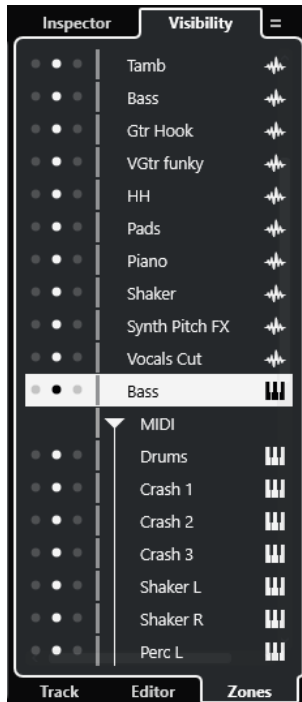 Inspector Visibility
Tamb
Bass
Gtr Hook
VGtr funky
HH
Pads
Piano
Shaker
Synth Pitch FX
Vocals Cut
Bass
MIDI
Drums
Crash 1
Crash 2
Crash 3
Shaker L
Shaker R
Perc L
Track Editor Zones